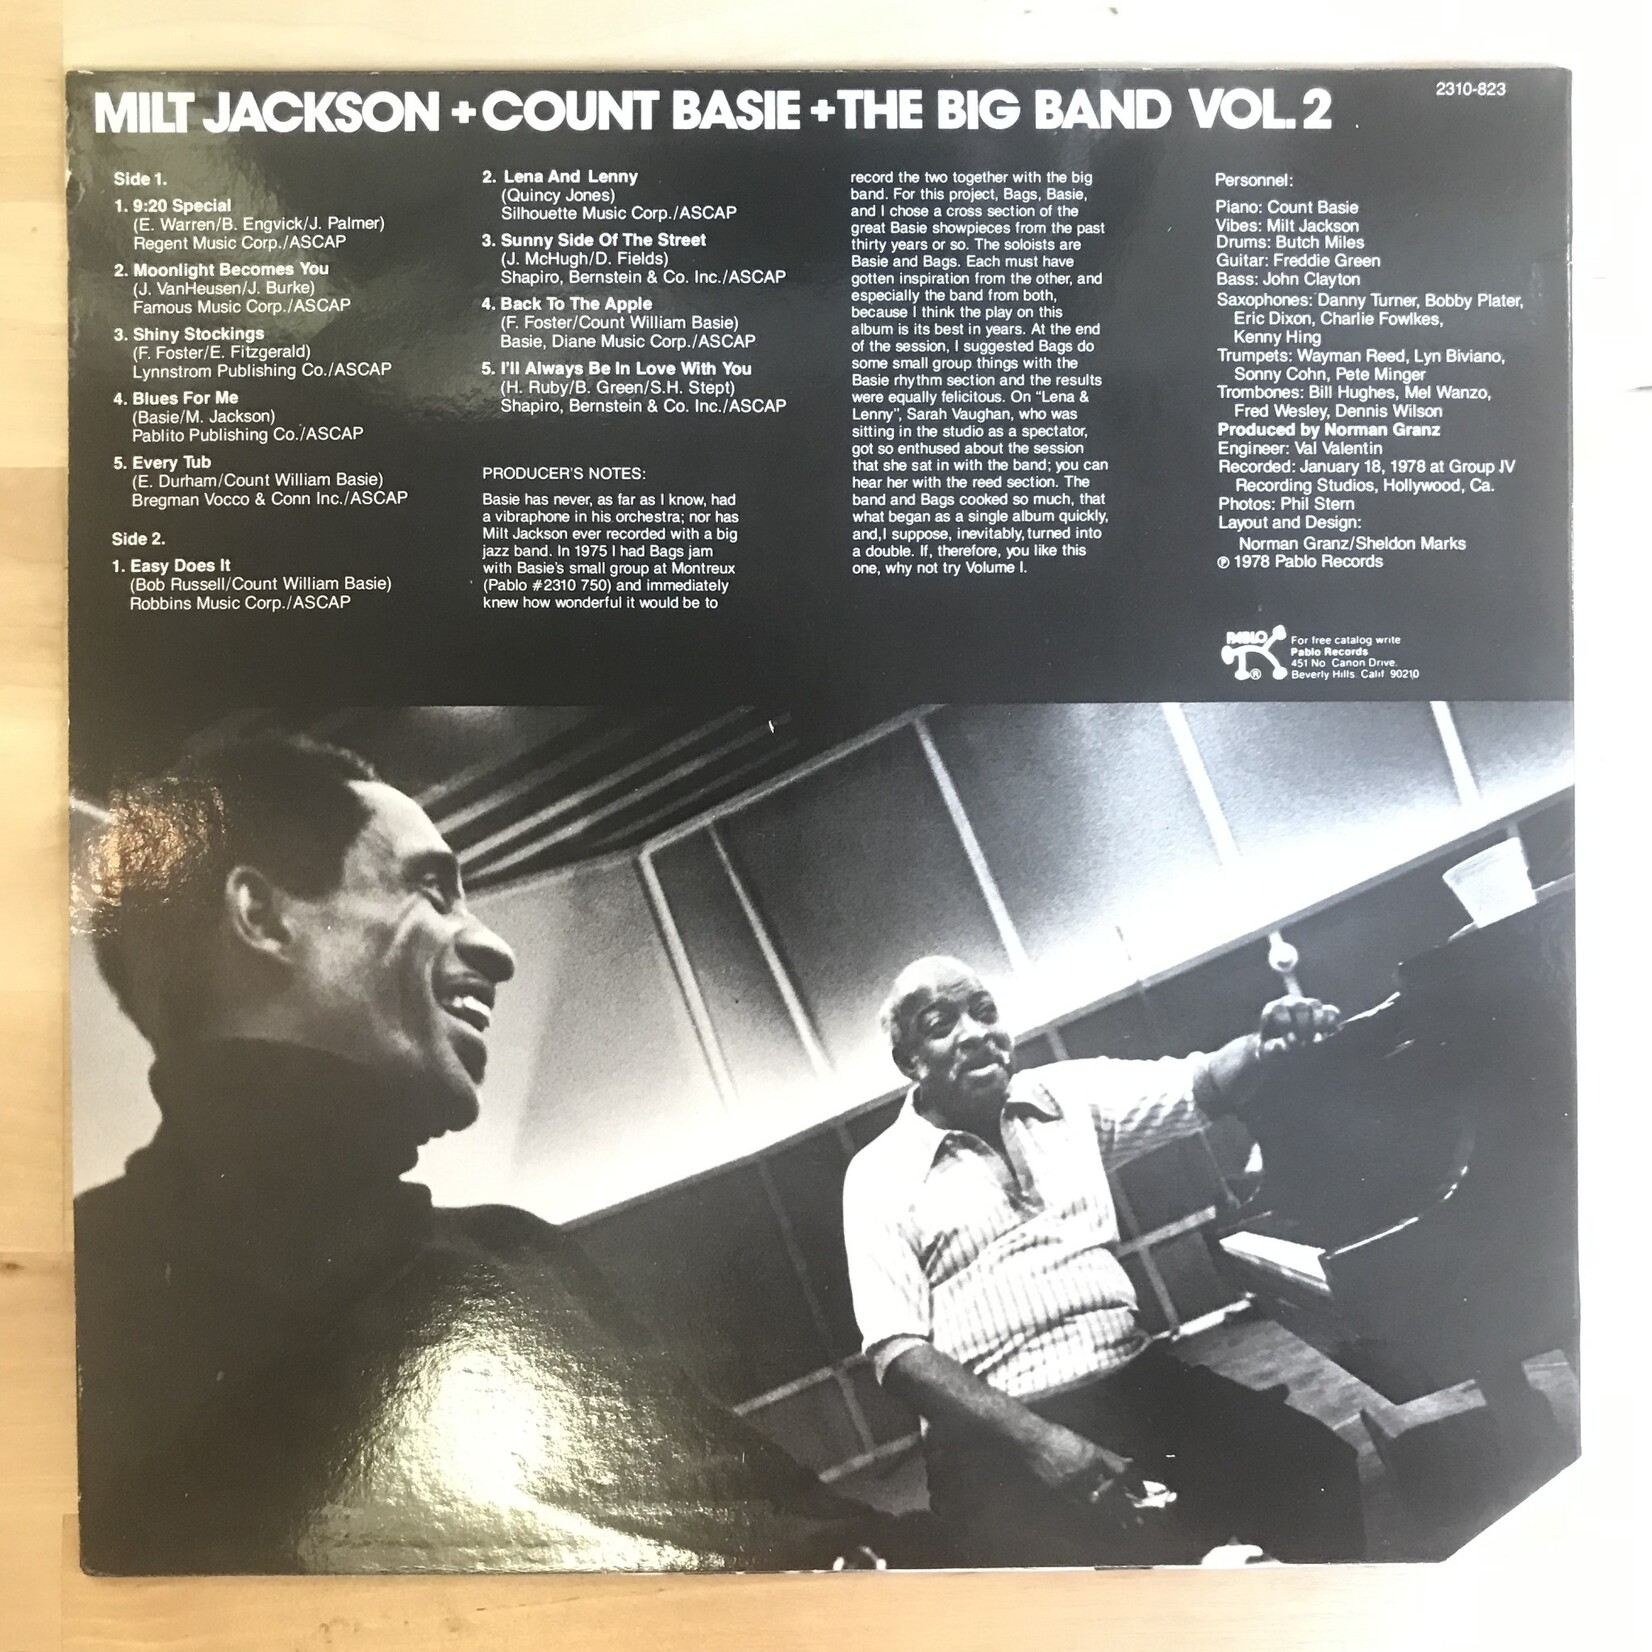 MILT JACKSON + COUNT BASIE + THE BIG BAND VOL. 2
2310-823
Side 1.
1. 9:20 Special
(E. Warren/B. Engvick/J. Palmer)
Regent Music Corp./ASCAP
2. Moonlight Becomes You
(J. VanHeusen/J. Burke)
Famous Music Corp./ASCAP
3. Shiny Stockings
(F. Foster/E. Fitzgerald)
Lynnstrom Publishing Co./ASCAP
4. Blues For Me
(Basie/M. Jackson)
Pablito Publishing Co./ASCAP
5. Every Tub
(E. Durham/Count William Basie)
Bregman Vocco & Conn Inc./ASCAP
Side 2.
1. Easy Does It
(Bob Russell/Count William Basie)
Robbins Music Corp./ASCAP
2. Lena And Lenny
(Quincy Jones)
Silhouette Music Corp./ASCAP
3. Sunny Side Of The Street
(J. McHugh/D. Fields)
Shapiro, Bernstein & Co. Inc./ASCAP
4. Back To The Apple
(F. Foster/Count William Basie)
Basie, Diane Music Corp./ASCAP
5. I'll Always Be In Love With You
(H. Ruby/B. Green/S.H. Stept)
Shapiro, Bernstein & Co. Inc./ASCAP
PRODUCER'S NOTES:
Basie has never, as far as I know, had
a vibraphone in his orchestra; nor has
Milt Jackson ever recorded with a big
jazz band. In 1975 I had Bags jam
with Basie's small group at Montreux
(Pablo #2310 750) and immediately
knew how wonderful it would be to
record the two together with the big
band. For this project, Bags, Basie,
and I chose a cross section of the
great Basie showpieces from the past
thirty years or so. The soloists are
Basie and Bags. Each must have
gotten inspiration from the other, and
especially the band from both,
because I think the play on this
album is its best in years. At the end
of the session, I suggested Bags do
some small group things with the
Basie rhythm section and the results
were equally felicitous. On "Lena &
Lenny", Sarah Vaughan, who was
sitting in the studio as a spectator,
got so enthused about the session
that she sat in with the band; you can
hear her with the reed section. The
band and Bags cooked so much, that
what began as a single album quickly,
and, I suppose, inevitably, turned into
a double. If, therefore, you like this
one, why not try Volume I.
Personnel:
Piano: Count Basie
Vibes: Milt Jackson
Drums: Butch Miles
Guitar: Freddie Green
Bass: John Clayton
Saxophones: Danny Turner, Bobby Plater,
Eric Dixon, Charlie Fowlkes,
Kenny Hing
Trumpets: Wayman Reed, Lyn Biviano,
Sonny Cohn, Pete Minger
Trombones: Bill Hughes, Mel Wanzo,
Fred Wesley, Dennis Wilson
Produced by Norman Granz
Engineer: Val Valentin
Recorded: January 18, 1978 at Group IV
Recording Studios, Hollywood, Ca.
Photos: Phil Stern
Layout and Design:
Norman Granz/Sheldon Marks
℗ 1978 Pablo Records
PABLO
®
For free catalog write
Pablo Records
451 No. Canon Drive.
Beverly Hills Calif 90210